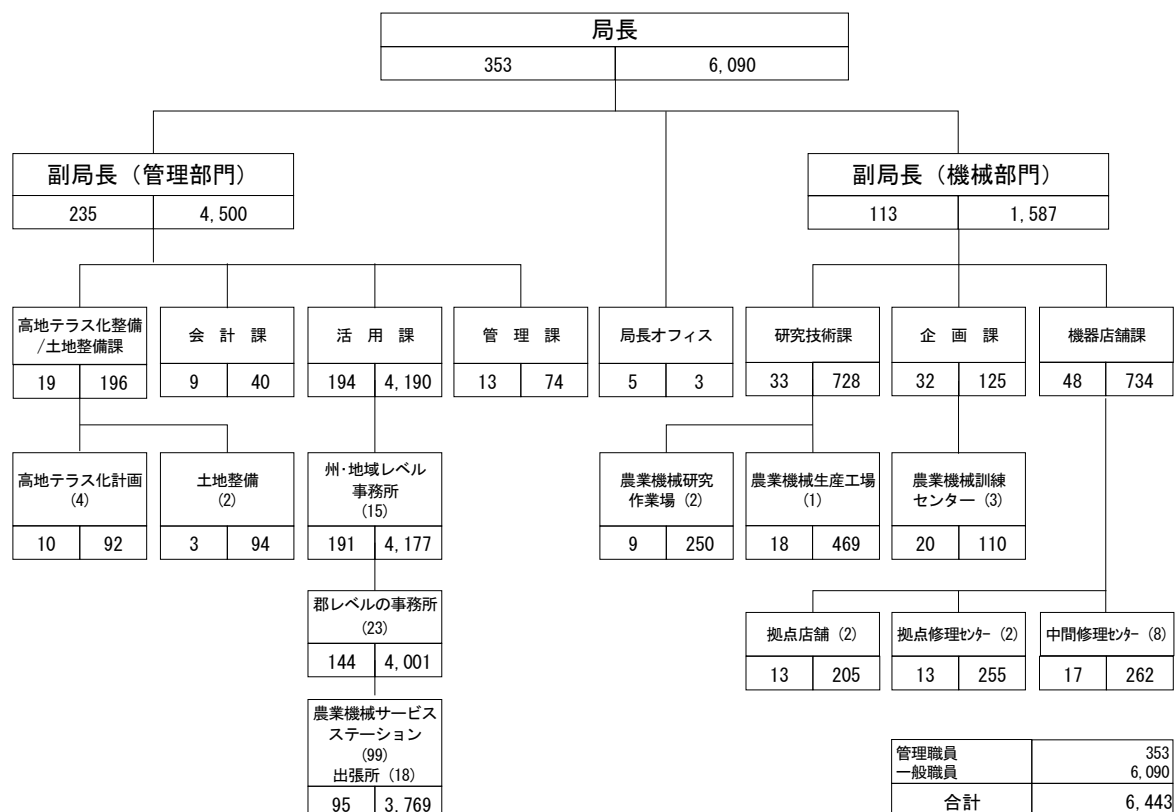 局長
353 6,090
副局長（管理部門）
235 4,500
副局長（機械部門）
113 1,587
高地テラス化整備
/土地整備課
19 196
会 計 課
9 40
活 用 課
194 4,190
管 理 課
13 74
局長オフィス
5 3
研究技術課
33 728
企 画 課
32 125
機器店舗課
48 734
高地テラス化計画
(4)
10 92
土地整備
(2)
3 94
州・地域レベル
事務所
(15)
191 4,177
農業機械研究
作業場 (2)
9 250
農業機械生産工場
(1)
18 469
農業機械訓練
センター (3)
20 110
郡レベルの事務所
(23)
144 4,001
拠点店舗 (2)
13 205
拠点修理ｾﾝﾀｰ (2)
13 255
中間修理ｾﾝﾀｰ (8)
17 262
農業機械サービス
ステーション
(99)
出張所 (18)
95 3,769
管理職員 353
一般職員 6,090
合計 6,443